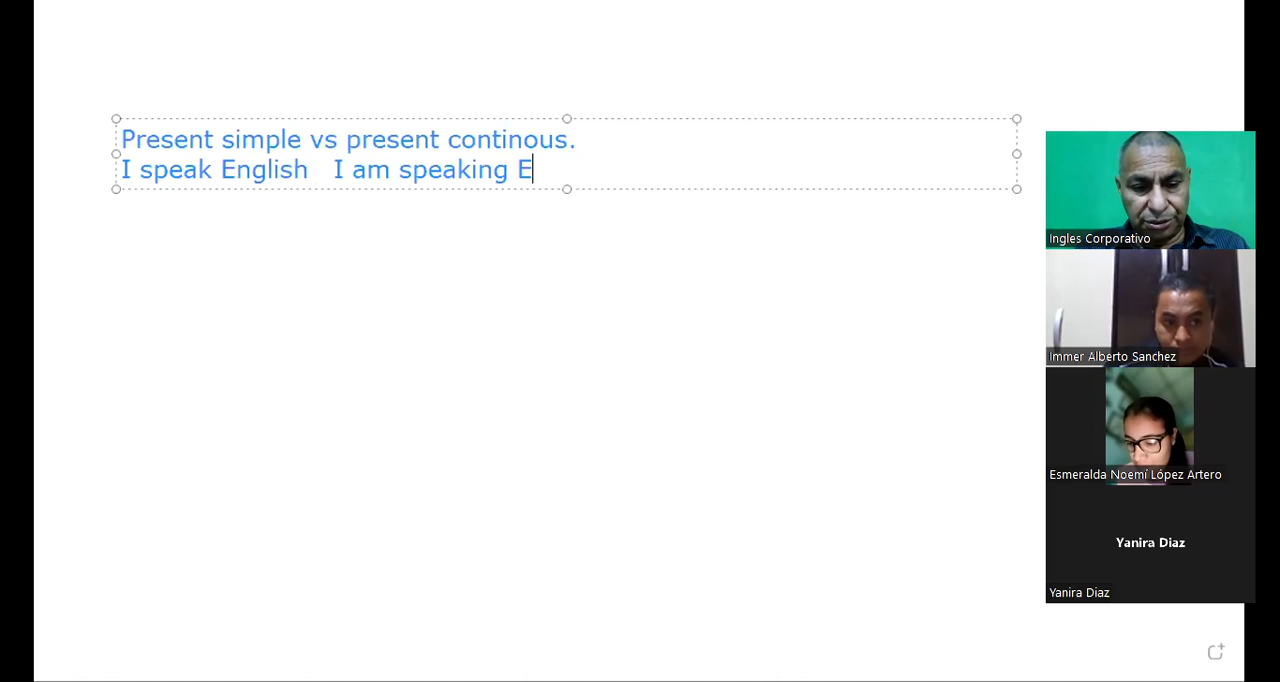 Present simple vs present continous.
I speak English   I am speaking E
Ingles Corporativo
Immer Alberto Sanchez
Esmeralda Noemí López Artero
Yanira Diaz
Yanira Diaz